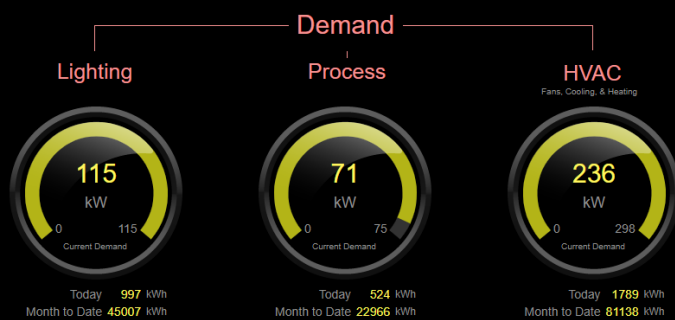 Demand
Lighting
Process
HVAC
Fans, Cooling, & Heating
115
kW
0 115
Current Demand
Today 997 kWh
Month to Date 45007 kWh
71
kW
0 75
Current Demand
Today 524 kWh
Month to Date 22966 kWh
236
kW
0 298
Current Demand
Today 1789 kWh
Month to Date 81138 kWh